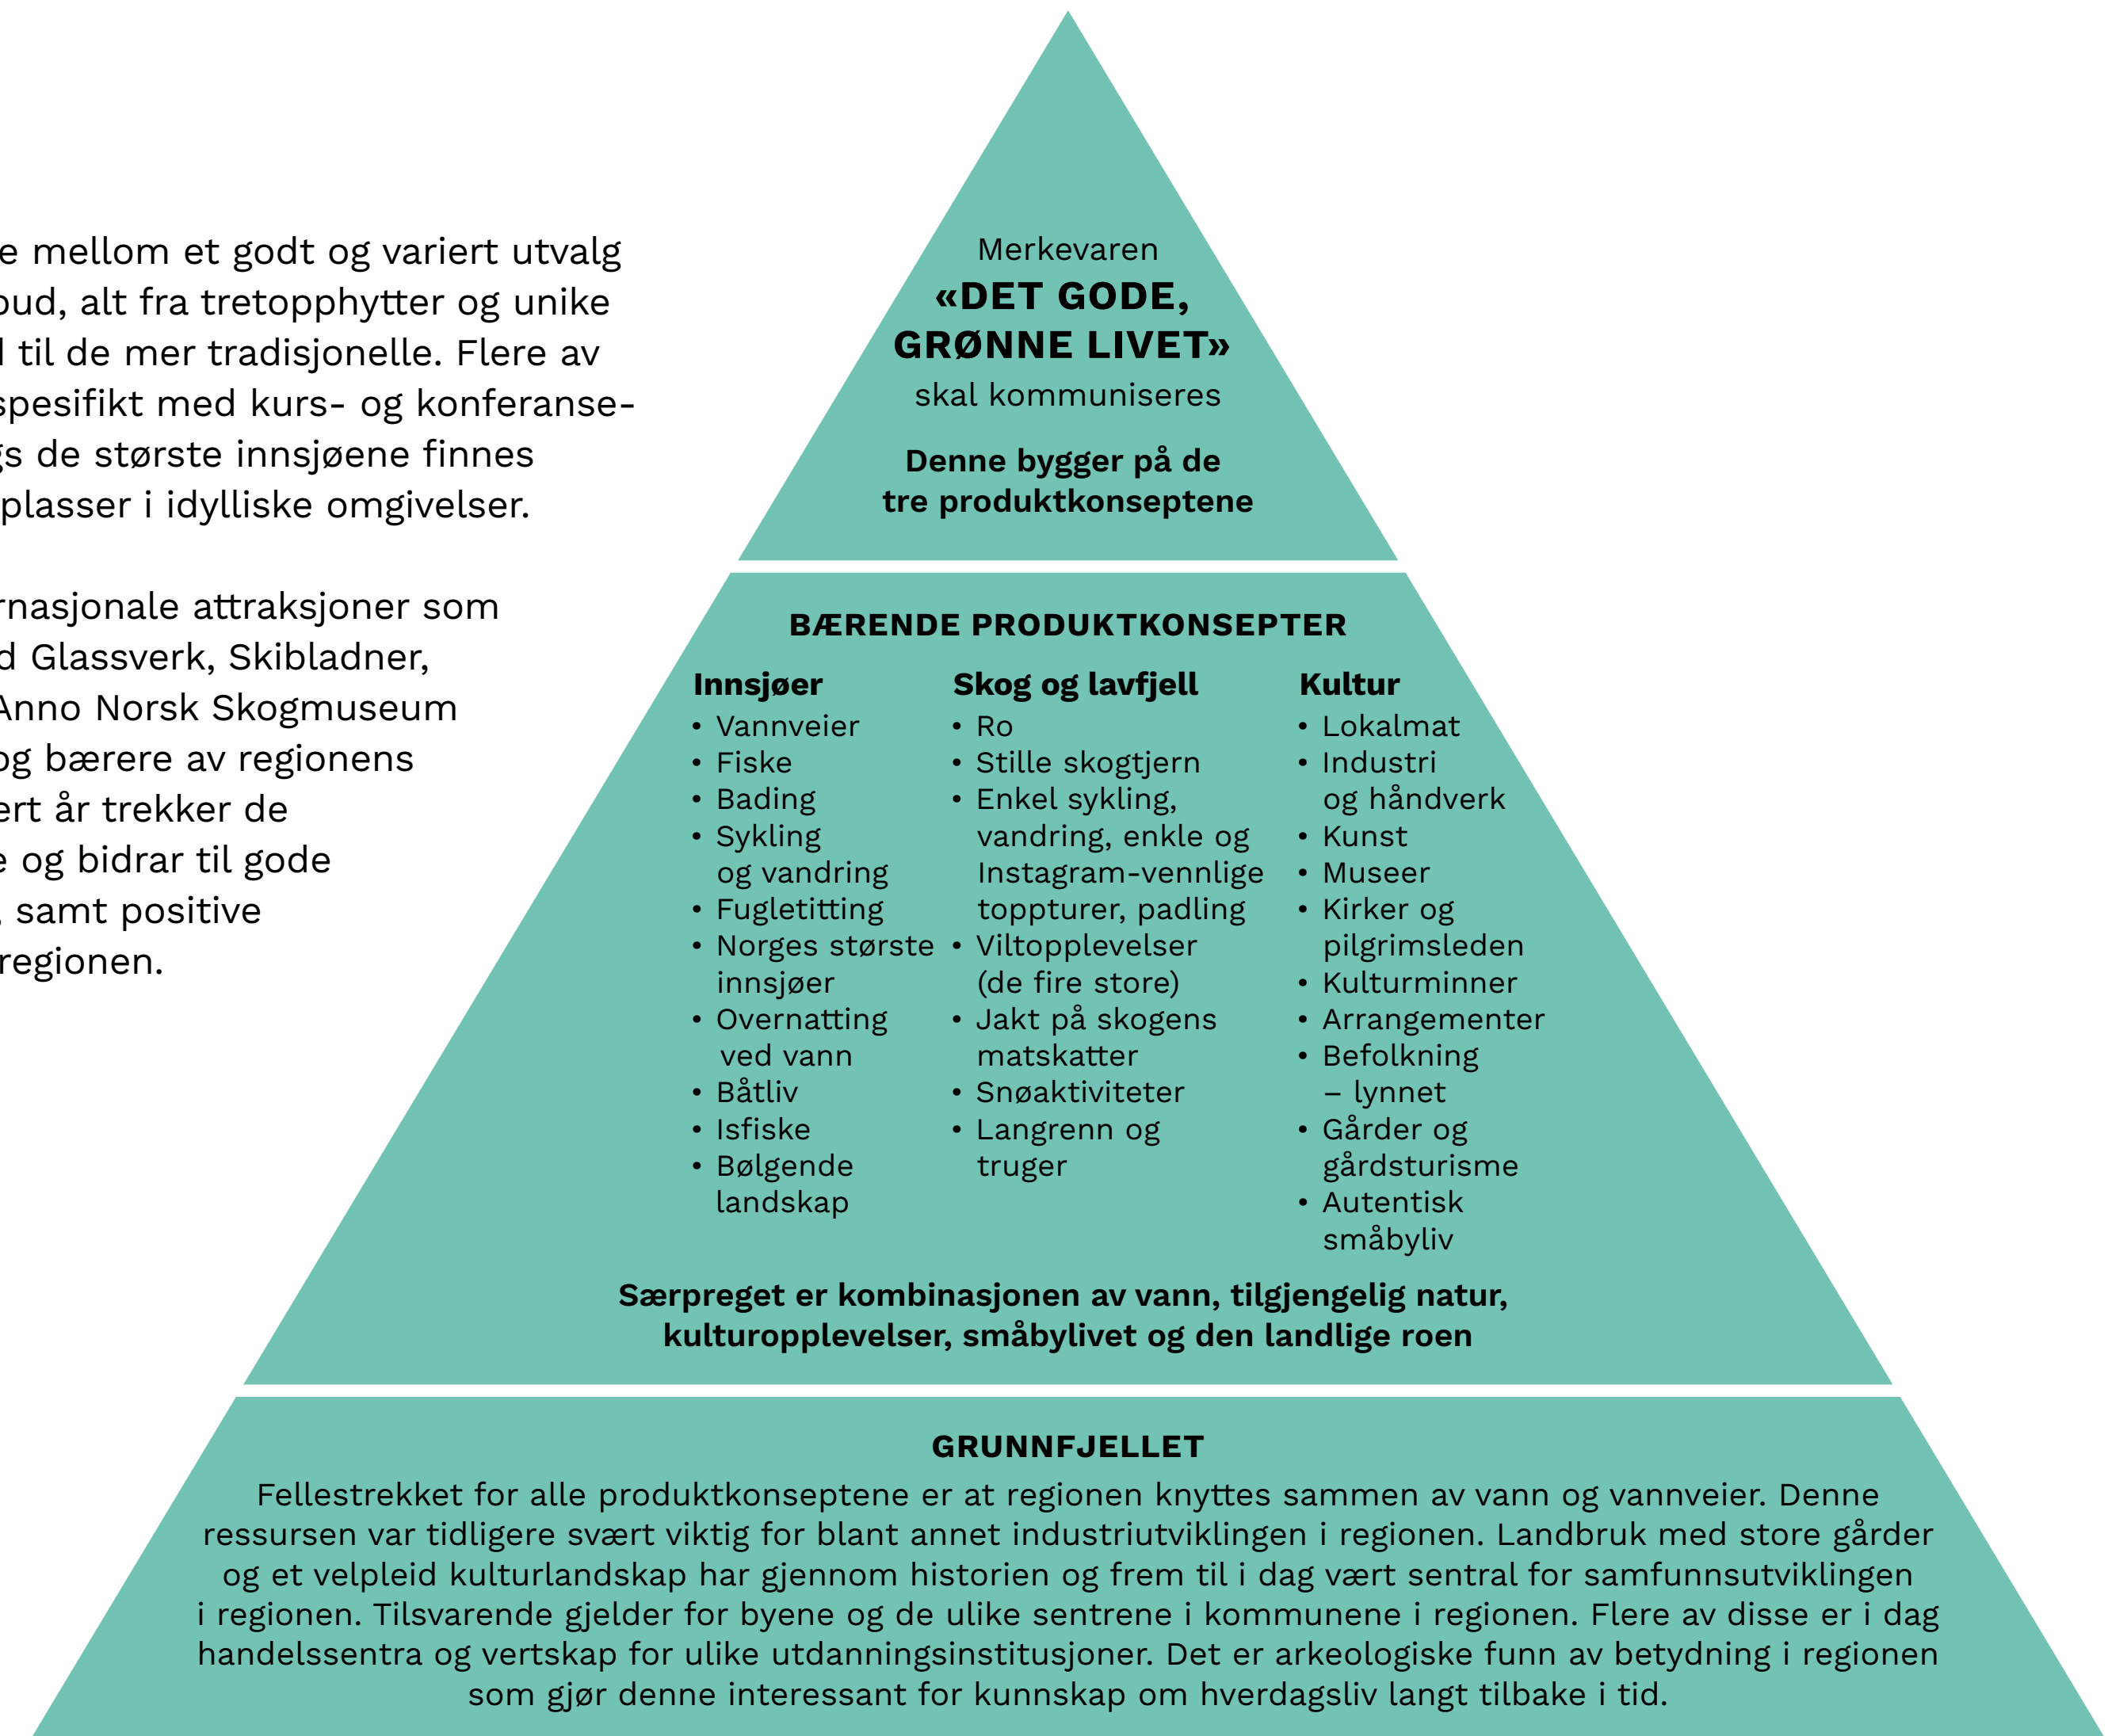 e mellom et godt og variert utvalg
bud, alt fra tretopphytter og unike
til de mer tradisjonelle. Flere av
spesifikt med kurs- og konferanse-
gs de største innsjøene finnes
plasser i idylliske omgivelser.
rnasjonale attraksjoner som
d Glassverk, Skibladner,
Anno Norsk Skogmuseum
og bærere av regionens
ert år trekker de
e og bidrar til gode
, samt positive
regionen.
Merkevaren
«DET GODE,
GRØNNE LIVET»
skal kommuniseres
Denne bygger på de
tre produktkonseptene
BÆRENDE PRODUKTKONSEPTER
Innsjøer
• Vannveier
• Fiske
• Bading
• Sykling
og vandring
• Fugletitting
• Norges største
innsjøer
• Overnatting
ved vann
• Båtliv
• Isfiske
• Bølgende
landskap
Skog og lavfjell
• Ro
• Stille skogtjern
• Enkel sykling,
vandring, enkle og
Instagram-vennlige
toppturer, padling
• Viltopplevelser
(de fire store)
• Jakt på skogens
matskatter
• Snøaktiviteter
• Langrenn og
truger
Kultur
• Lokalmat
• Industri
og håndverk
• Kunst
• Museer
• Kirker og
pilgrimsleden
• Kulturminner
• Arrangementer
• Befolkning
– lynnet
• Gårder og
gårdsturisme
• Autentisk
småbyliv
Særpreget er kombinasjonen av vann, tilgjengelig natur,
kulturopplevelser, småbylivet og den landlige roen
GRUNNFJELLET
Fellestrekket for alle produktkonseptene er at regionen knyttes sammen av vann og vannveier. Denne
ressursen var tidligere svært viktig for blant annet industriutviklingen i regionen. Landbruk med store gårder
og et velpleid kulturlandskap har gjennom historien og frem til i dag vært sentral for samfunnsutviklingen
i regionen. Tilsvarende gjelder for byene og de ulike sentrene i kommunene i regionen. Flere av disse er i dag
handelssentra og vertskap for ulike utdanningsinstitusjoner. Det er arkeologiske funn av betydning i regionen
som gjør denne interessant for kunnskap om hverdagsliv langt tilbake i tid.